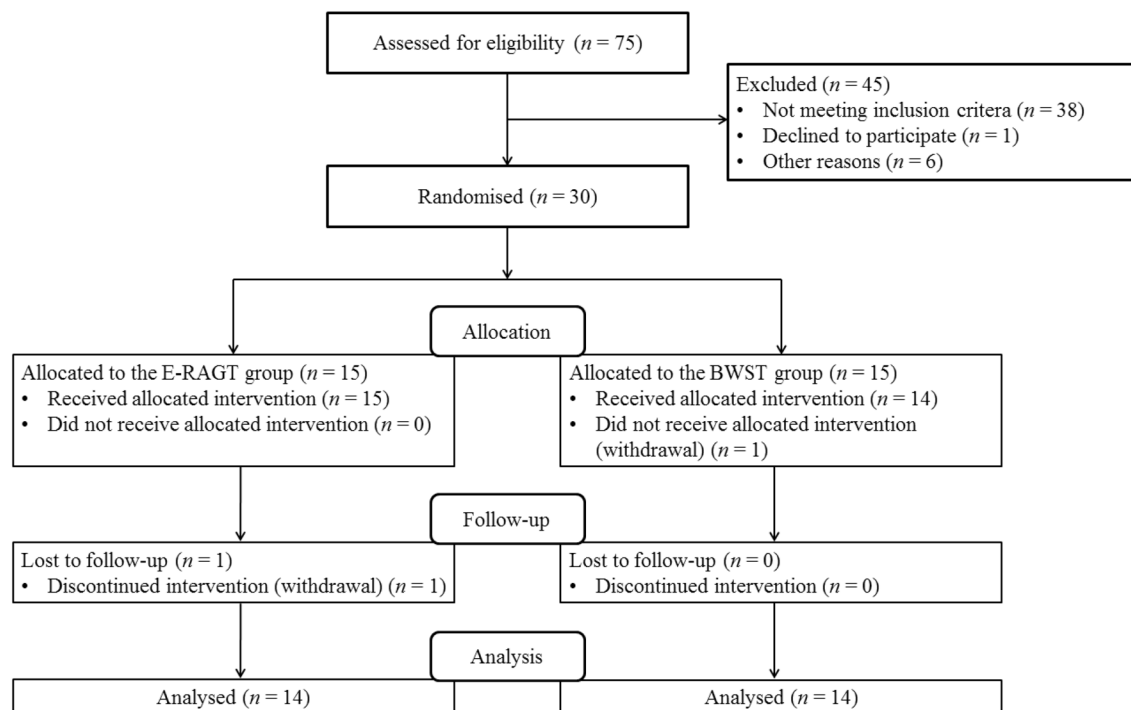 Assessed for eligibility (n = 75)
Excluded (n = 45)
• Not meeting inclusion critera (n = 38)
• Declined to participate (n = 1)
• Other reasons (n = 6)
Randomised (n = 30)
Allocation
Allocated to the E-RAGT group (n = 15)
• Received allocated intervention (n = 15)
• Did not receive allocated intervention (n = 0)
Allocated to the BWST group (n = 15)
• Received allocated intervention (n = 14)
• Did not receive allocated intervention
(withdrawal) (n = 1)
Follow-up
Lost to follow-up (n = 1)
• Discontinued intervention (withdrawal) (n = 1)
Lost to follow-up (n = 0)
• Discontinued intervention (n = 0)
Analysis
Analysed (n = 14)
Analysed (n = 14)